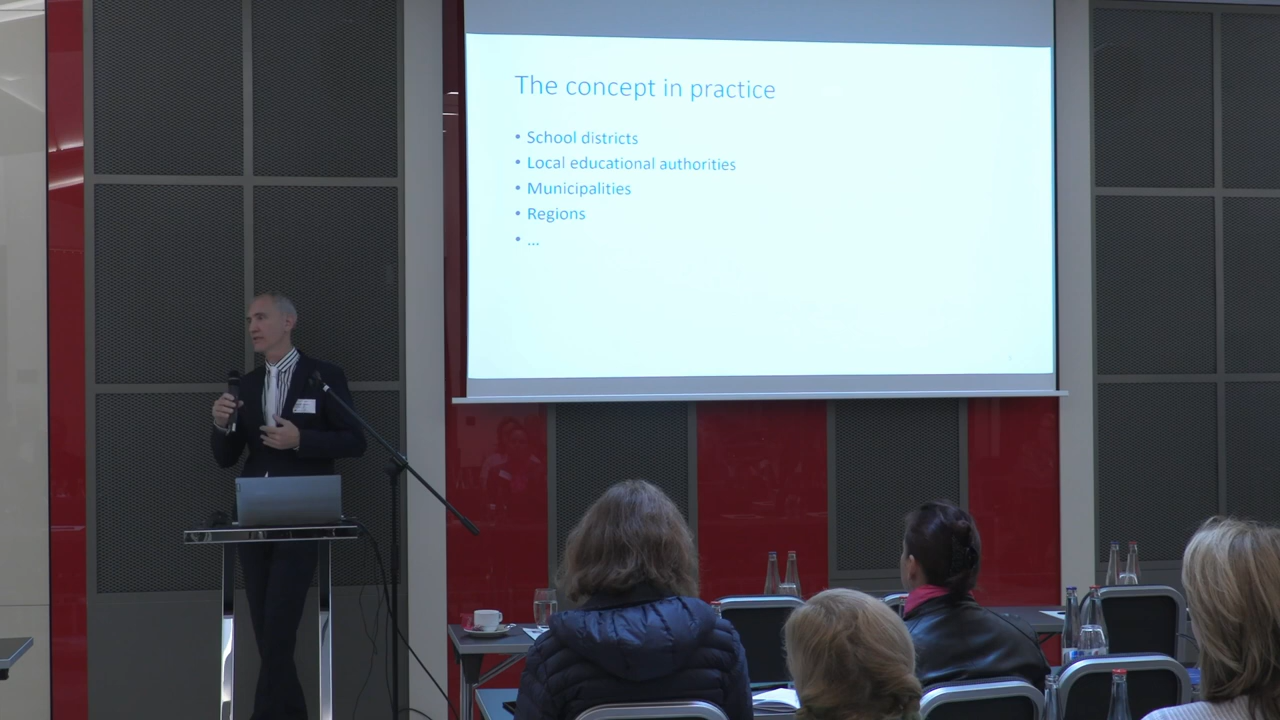 The concept in practice
• School districts
• Local educational authorities
• Municipalities
• Regions
• ...